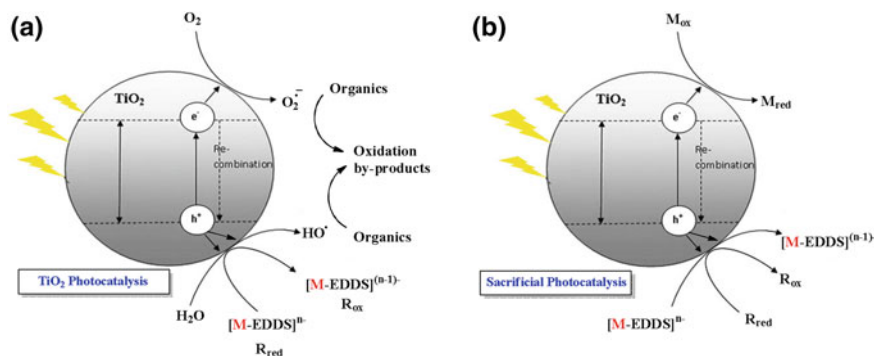 (a)
O₂
TiO₂
O₂·⁻
Organics
e⁻
Re-
combination
Oxidation
by-products
h⁺
HO·
Organics
TiO₂ Photocatalysis
H₂O
[M-EDDS]⁽ⁿ⁻¹⁾⁻
Rox
[M-EDDS]ⁿ⁻
Rred
(b)
Mox
TiO₂
Mred
e⁻
Re-
combination
h⁺
[M-EDDS]⁽ⁿ⁻¹⁾⁻
Rox
Sacrificial Photocatalysis
[M-EDDS]ⁿ⁻
Rred